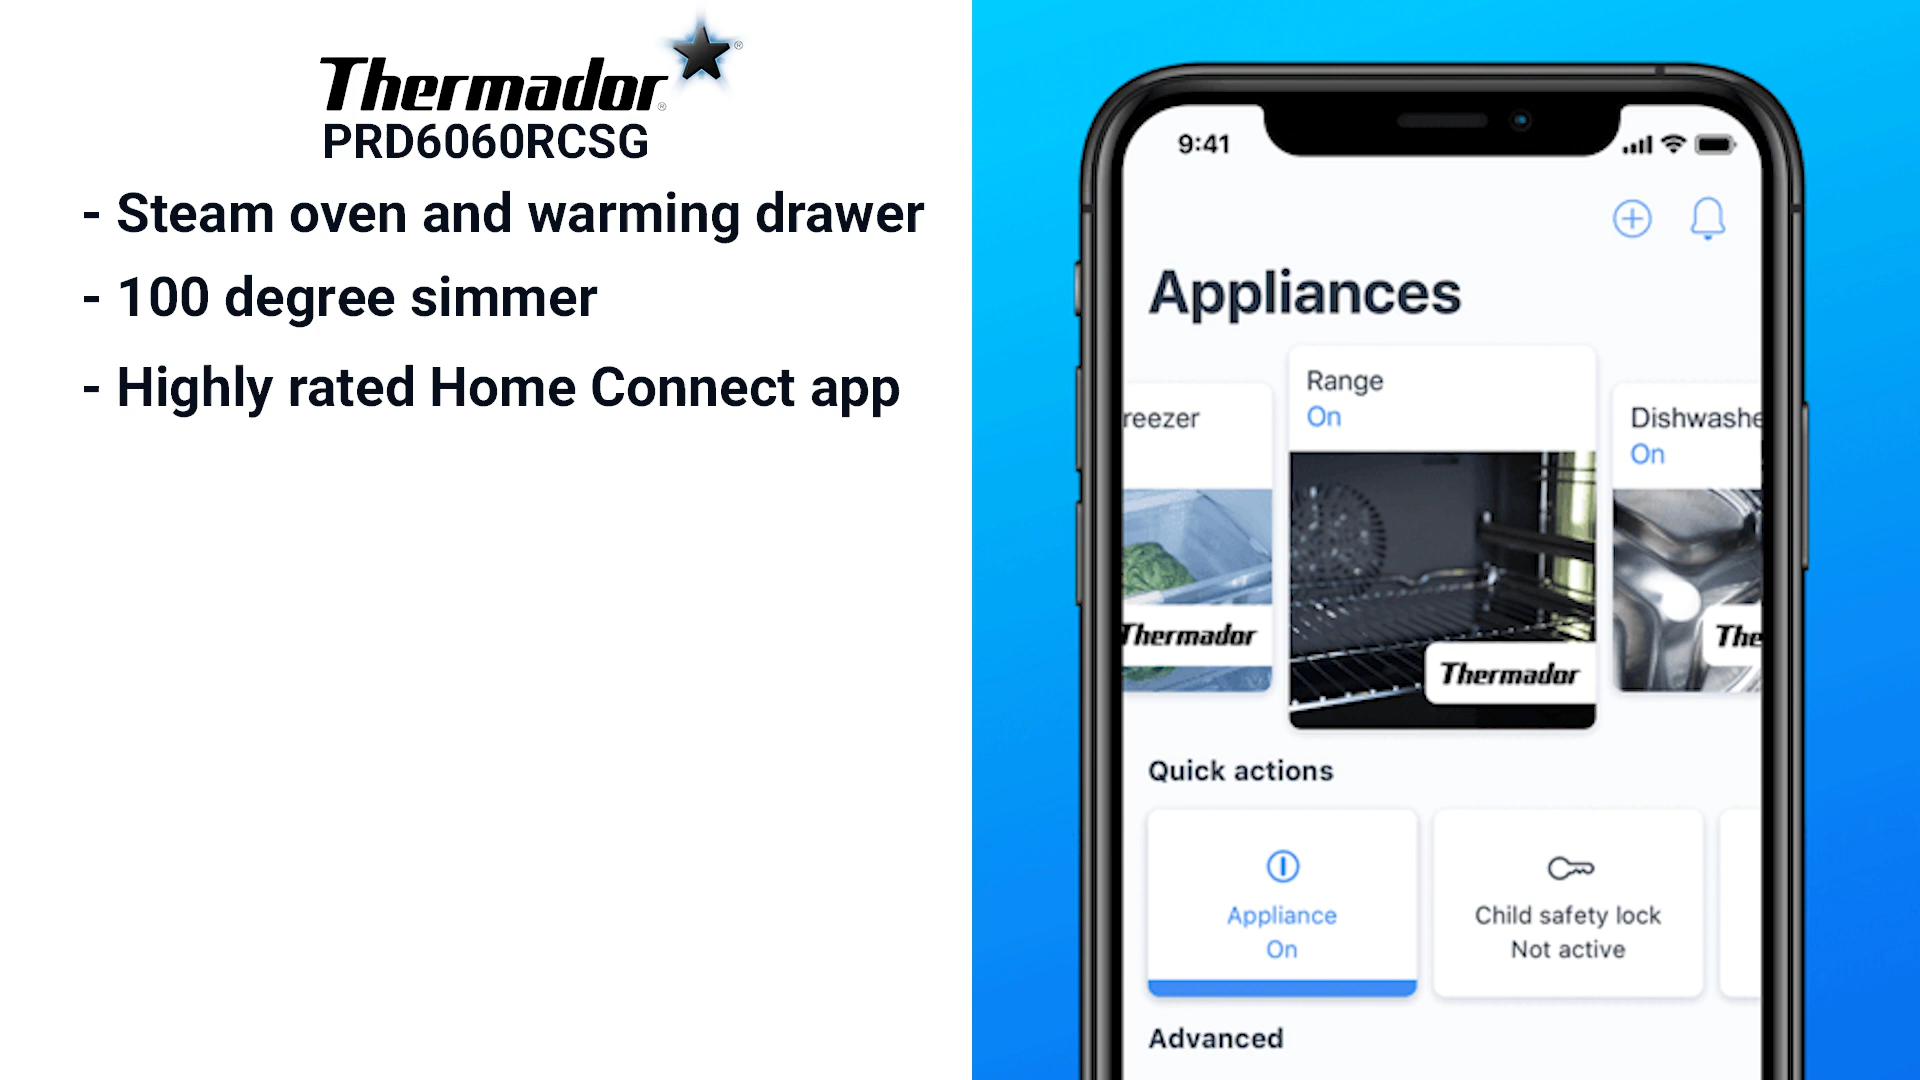 Thermador®
PRD6060RCSG
- Steam oven and warming drawer
- 100 degree simmer
- Highly rated Home Connect app
9:41
Appliances
reezer
Range
On
Dishwashe
On
Thermador
Thermador
The
Quick actions
Appliance
On
Child safety lock
Not active
Advanced